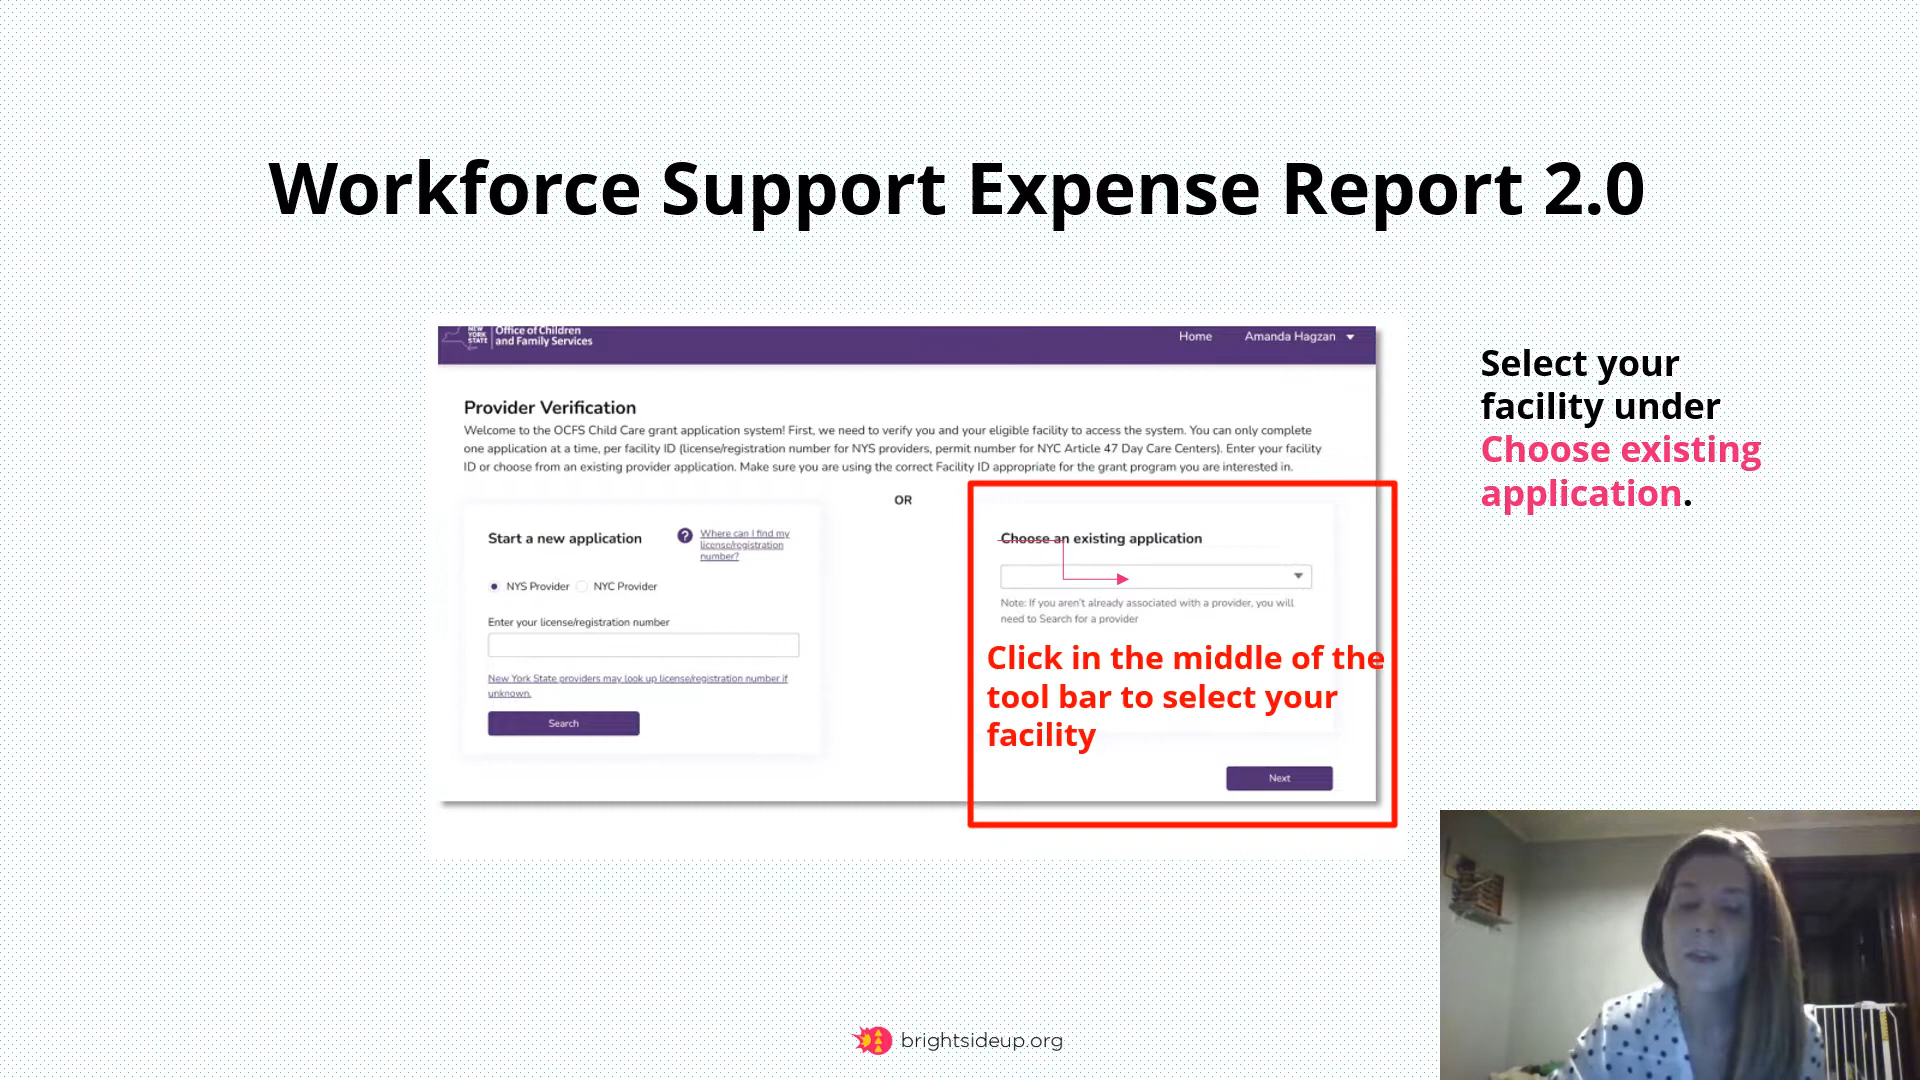 Workforce Support Expense Report 2.0
NEW
YORK
STATE
Office of Children
and Family Services
Home
Amanda Hagzan
Provider Verification
Welcome to the OCFS Child Care grant application system! First, we need to verify you and your eligible facility to access the system. You can only complete
one application at a time, per facility ID (license/registration number for NYS providers, permit number for NYC Article 47 Day Care Centers). Enter your facility
ID or choose from an existing provider application. Make sure you are using the correct Facility ID appropriate for the grant program you are interested in.
OR
Start a new application
?
Where can I find my
license/registration
number?
NYS Provider
NYC Provider
Enter your license/registration number
New York State providers may look up license/registration number if
unknown.
Search
Choose an existing application
Note: If you aren't already associated with a provider, you will
need to Search for a provider
Click in the middle of the
tool bar to select your
facility
Next
Select your
facility under
Choose existing
application.
brightsideup.org